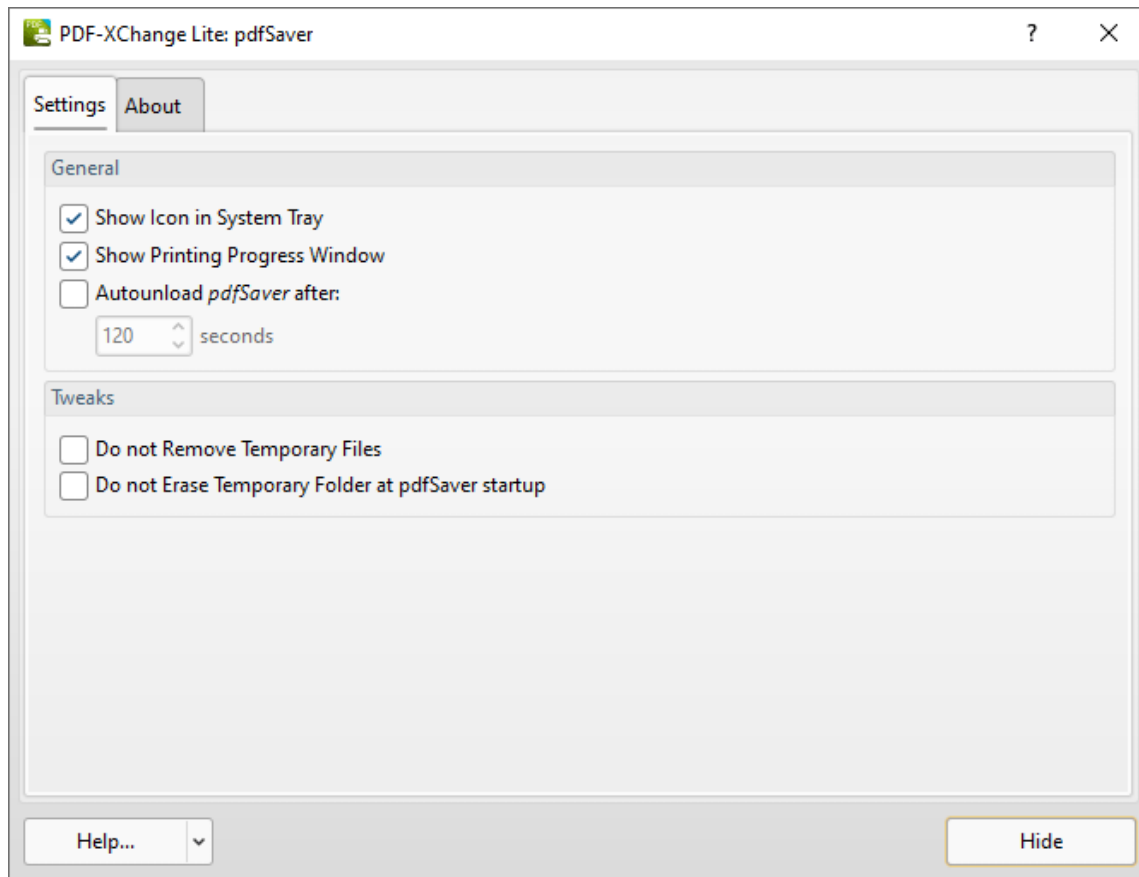 PDF-XChange Lite: pdfSaver
Settings About
General
Show Icon in System Tray
Show Printing Progress Window
Autounload pdfSaver after:
120 seconds
Tweaks
Do not Remove Temporary Files
Do not Erase Temporary Folder at pdfSaver startup
Help... Hide